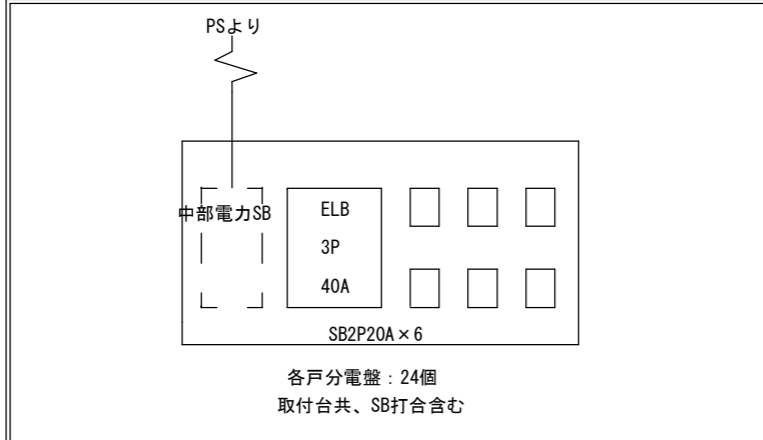 PSより
中部電力SB
ELB
3P
40A
SB2P20A×6
各戸分電盤：24個
取付台共、SB打合含む